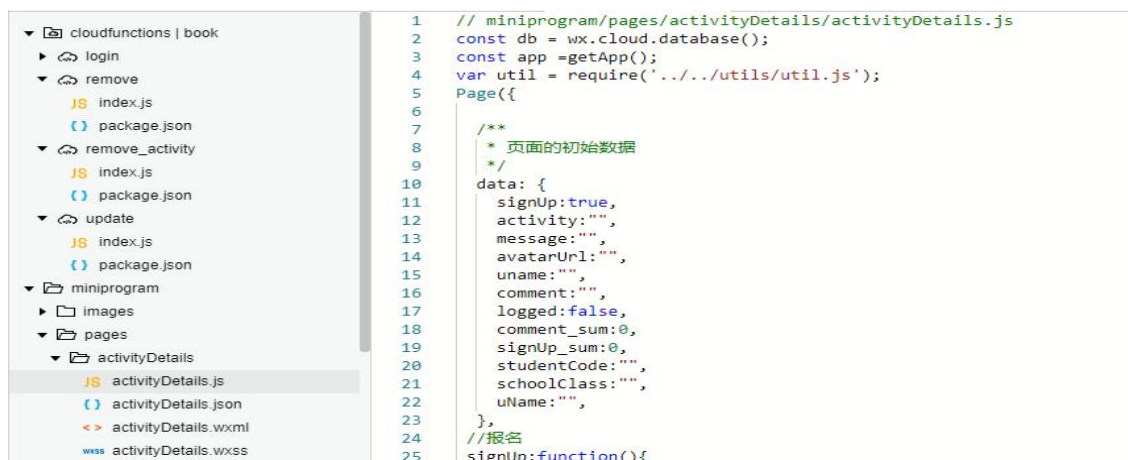 cloudfunctions | book
login
remove
JS index.js
{ } package.json
remove_activity
JS index.js
{ } package.json
update
JS index.js
{ } package.json
miniprogram
images
pages
activityDetails
JS activityDetails.js
{ } activityDetails.json
< > activityDetails.wxml
wxss activityDetails.wxss
1 // miniprogram/pages/activityDetails/activityDetails.js
2 const db = wx.cloud.database();
3 const app =getApp();
4 var util = require('../../utils/util.js');
5 Page({
6
7 /**
8 * 页面的初始数据
9 */
10 data: {
11 signUp:true,
12 activity:"",
13 message:"",
14 avatarUrl:"",
15 uname:"",
16 comment:"",
17 logged:false,
18 comment_sum:0,
19 signUp_sum:0,
20 studentCode:"",
21 schoolClass:"",
22 uName:"",
23 },
24 //报名
25 signUp:function(){